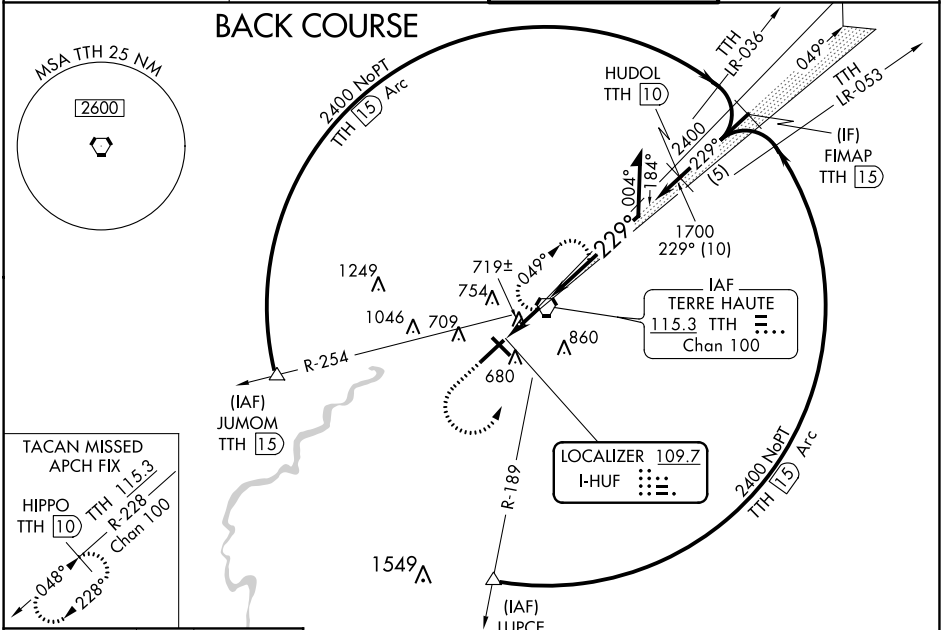 BACK COURSE
MSA TTH 25 NM
2600
2400 NoPT
TTH 15 Arc
HUDOL
TTH 10
TTH
LR-036
049°
TTH
LR-053
2400
229°
(5)
(IF)
FIMAP
TTH 15
004°
184°
229°
1700
229° (10)
1249
719±
049°
754
1046
709
IAF
TERRE HAUTE
115.3 TTH
Chan 100
860
680
R-254
(IAF)
JUMOM
TTH 15
LOCALIZER 109.7
I-HUF
R-189
2400 NoPT
TTH 15 Arc
TACAN MISSED
APCH FIX
HIPPO
TTH 10
TTH 115.3
R-228
Chan 100
048°
228°
1549
(IAF)